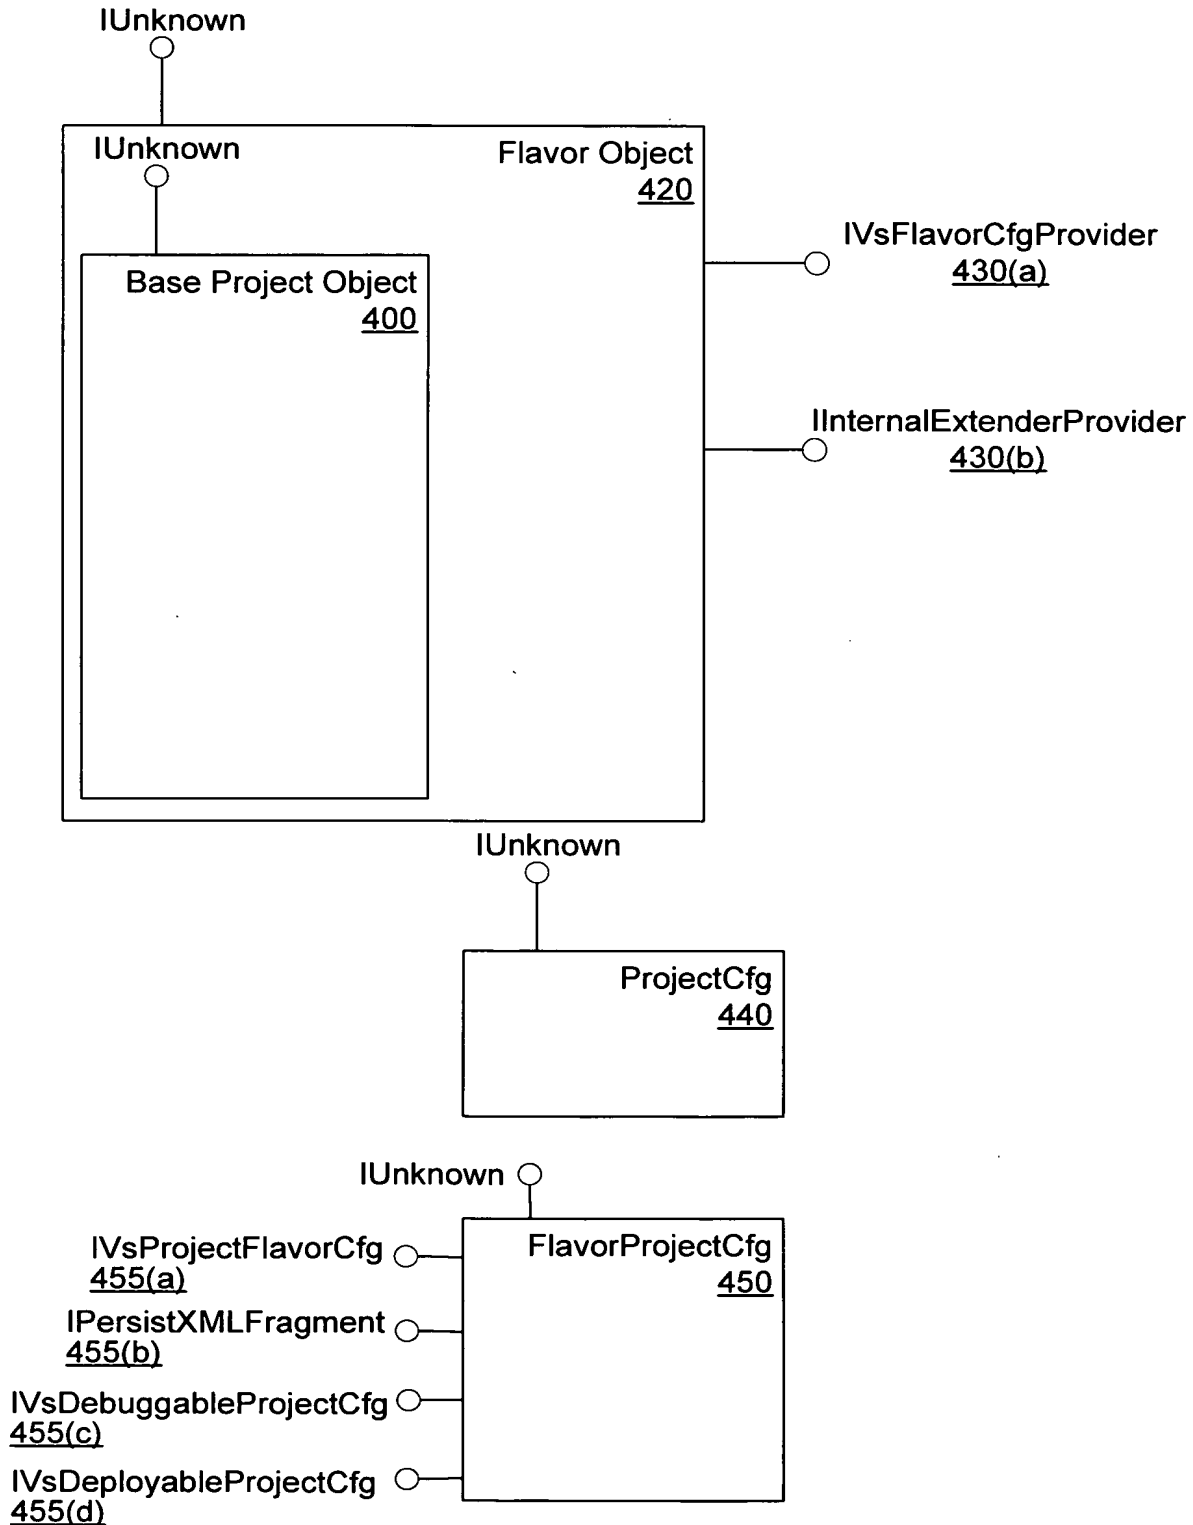 IUnknown
IUnknown
Flavor Object
420
IVsFlavorCfgProvider
430(a)
Base Project Object
400
IInternalExtenderProvider
430(b)
IUnknown
ProjectCfg
440
IUnknown
FlavorProjectCfg
450
IVsProjectFlavorCfg
455(a)
IPersistXMLFragment
455(b)
IVsDebuggableProjectCfg
455(c)
IVsDeployableProjectCfg
455(d)